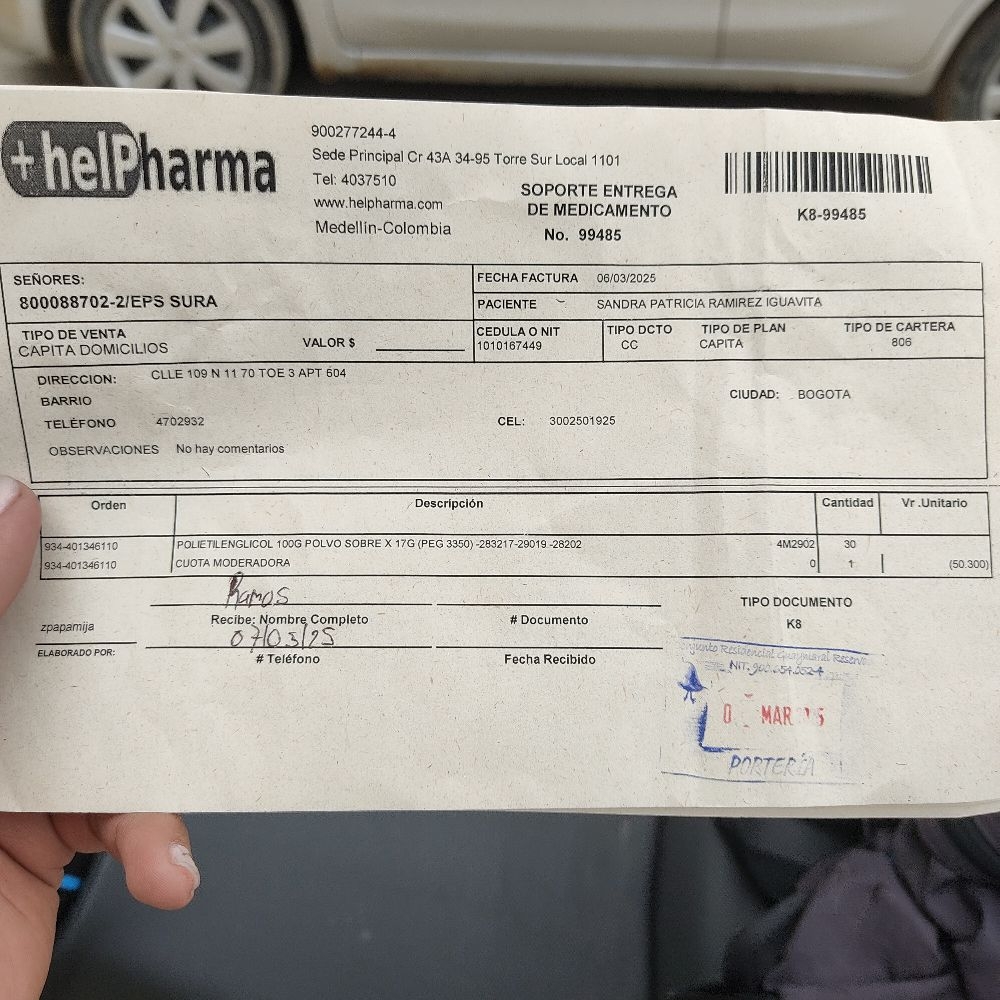 +helPharma
900277244-4
Sede Principal Cr 43A 34-95 Torre Sur Local 1101
Tel: 4037510
www.helpharma.com
Medellín-Colombia
SOPORTE ENTREGA
DE MEDICAMENTO
No. 99485
K8-99485
SEÑORES:
800088702-2/EPS SURA
FECHA FACTURA 06/03/2025
PACIENTE SANDRA PATRICIA RAMIREZ IGUAVITA
TIPO DE VENTA
CAPITA DOMICILIOS
VALOR $
CEDULA O NIT
1010167449
TIPO DCTO
CC
TIPO DE PLAN
CAPITA
TIPO DE CARTERA
806
DIRECCION: CLLE 109 N 11 70 TOE 3 APT 604
BARRIO
CIUDAD: BOGOTA
TELÉFONO 4702932
CEL: 3002501925
OBSERVACIONES No hay comentarios
Orden Descripción Cantidad Vr .Unitario
934-401346110 POLIETILENGLICOL 100G POLVO SOBRE X 17G (PEG 3350) -283217-29019 -28202 4M2902 30
934-401346110 CUOTA MODERADORA 0 1 (50.300)
Ramos
Recibe: Nombre Completo
# Documento
TIPO DOCUMENTO
K8
zpapamija
07/03/25
ELABORADO POR:
# Teléfono
Fecha Recibido
Residencial Guaymaral Reserva
NIT.
MAR
PORTERÍA